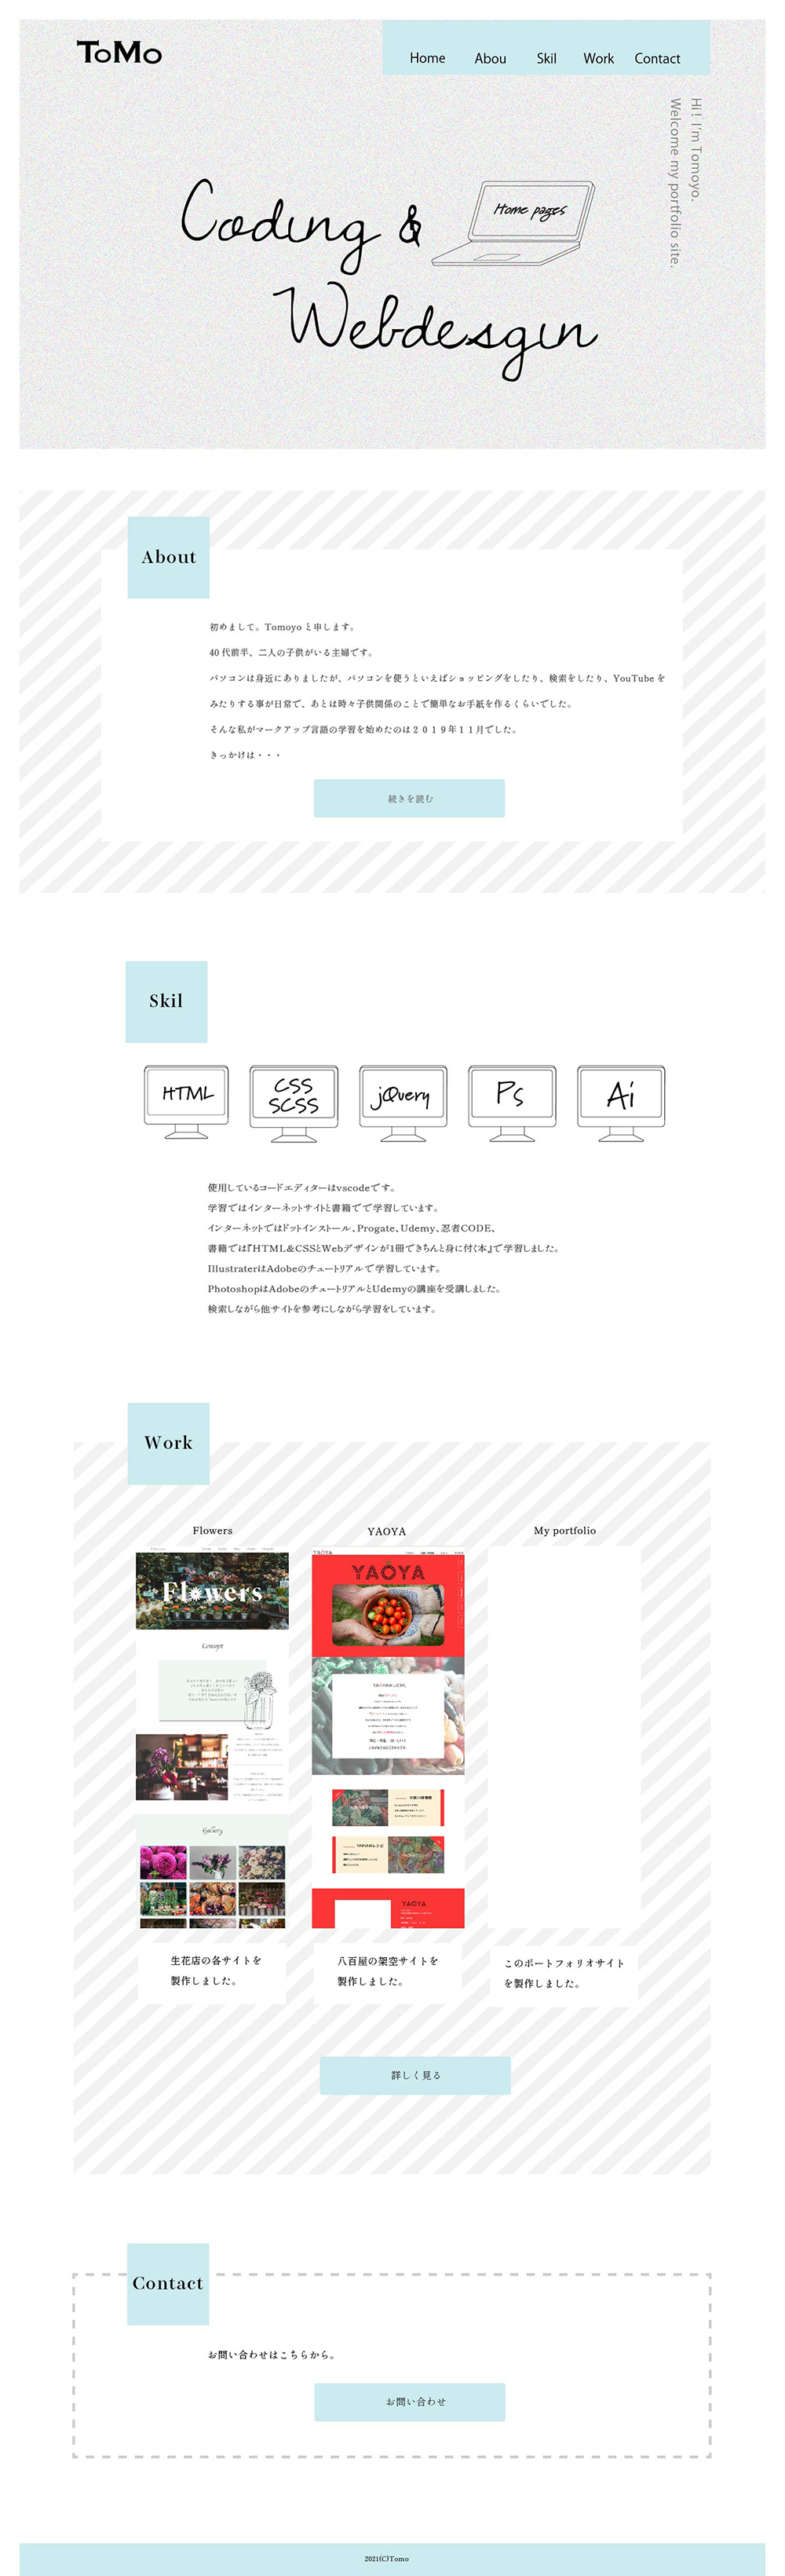 ToMo
Home Abou Skil Work Contact
Hi! I'm Tomoyo.
Welcome my portfolio site.
Coding &
Home pages
Webdesgin
About
初めまして。Tomoyo と申します。
40 代前半、二人の子供がいる主婦です。
パソコンは身近にありましたが、パソコンを使うといえばショッピングをしたり、検索をしたり、YouTube を
みたりする事が日常で、あとは時々子供関係のことで簡単なお手紙を作るくらいでした。
そんな私がマークアップ言語の学習を始めたのは２０１９年１１月でした。
きっかけは・・・
続きを読む
Skil
HTML
CSS
SCSS
jQuery
Ps
Ai
使用しているコードエディターはvscodeです。
学習ではインターネットサイトと書籍でで学習しています。
インターネットではドットインストール、Progate、Udemy、忍者CODE、
書籍では『HTML&CSSとWebデザインが1冊できちんと身に付く本』で学習しました。
IllustraterはAdobeのチュートリアルで学習しています。
PhotoshopはAdobeのチュートリアルとUdemyの講座を受講しました。
検索しながら他サイトを参考にしながら学習をしています。
Work
Flowers
YAOYA
My portfolio
Flowers
Consept
Gallery
YAOYA
YAOYA
YAOYA
生花店の各サイトを
製作しました。
八百屋の架空サイトを
製作しました。
このポートフォリオサイト
を製作しました。
詳しく見る
Contact
お問い合わせはこちらから。
お問い合わせ
2021(C)Tomo